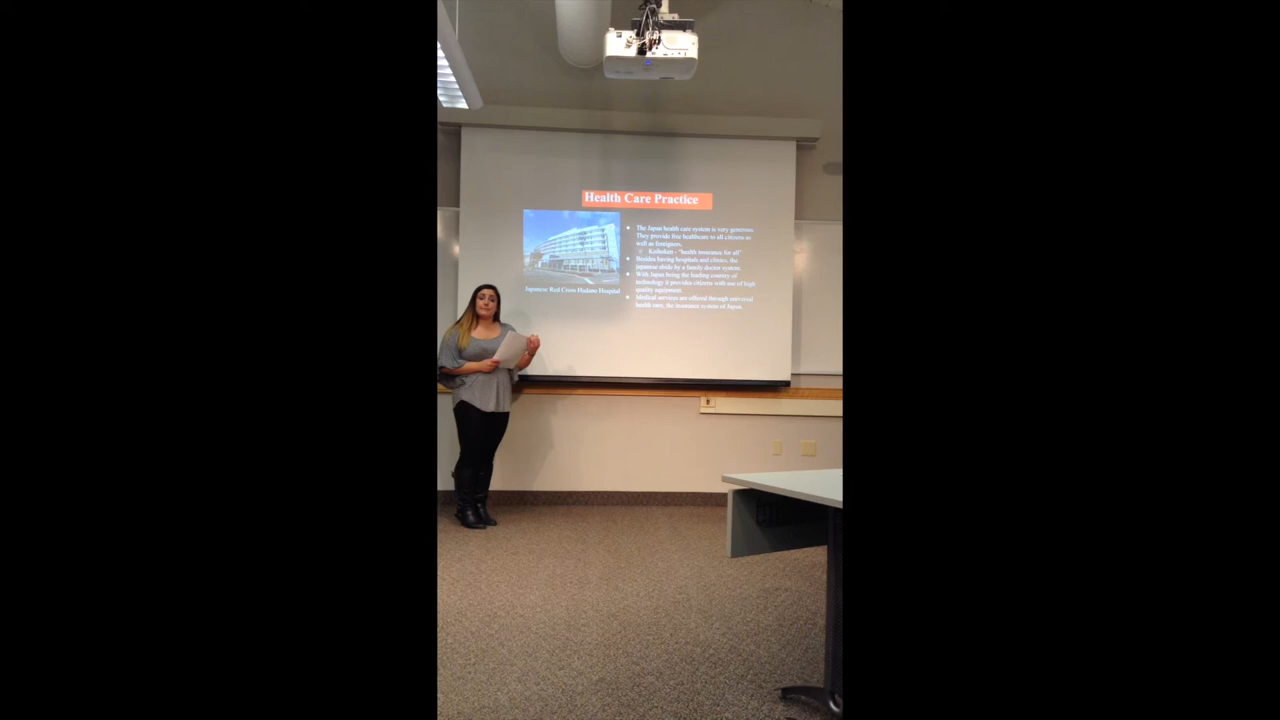 Health Care Practice
The Japan health care system is very generous.
They provide free healthcare to all citizens as
well as foreigners.
Kaihoken - "health insurance for all"
Besides having hospitals and clinics, the
japanese abide by a family doctor system.
With Japan being the leading country of
technology it provides citizens with use of high
quality equipment.
Medical services are offered through universal
health care, the insurance system of Japan.
Japanese Red Cross Hadano Hospital